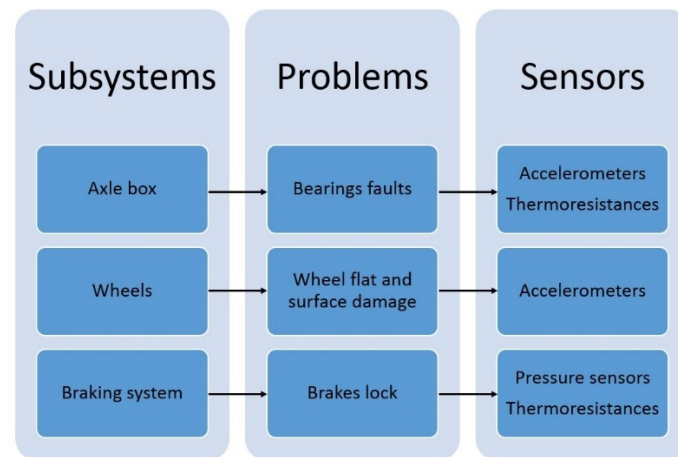 Subsystems
Problems
Sensors
Axle box
Bearings faults
Accelerometers
Thermoresistances
Wheels
Wheel flat and
surface damage
Accelerometers
Braking system
Brakes lock
Pressure sensors
Thermoresistances